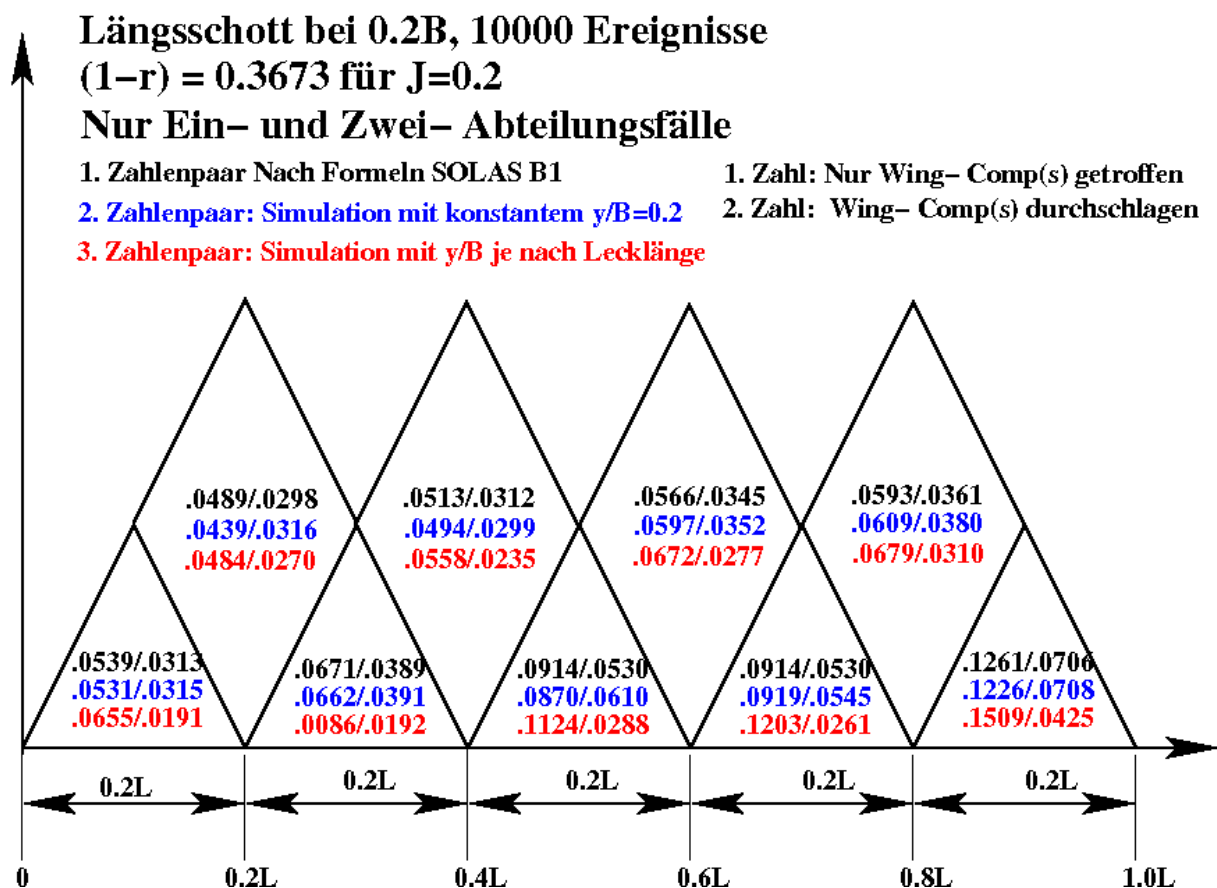 Längsschott bei 0.2B, 10000 Ereignisse
(1−r) = 0.3673 für J=0.2
Nur Ein− und Zwei− Abteilungsfälle
1. Zahlenpaar Nach Formeln SOLAS B1
1. Zahl: Nur Wing− Comp(s) getroffen
2. Zahlenpaar: Simulation mit konstantem y/B=0.2
2. Zahl: Wing− Comp(s) durchschlagen
3. Zahlenpaar: Simulation mit y/B je nach Lecklänge
.0489/.0298 .0513/.0312 .0566/.0345 .0593/.0361
.0439/.0316 .0494/.0299 .0597/.0352 .0609/.0380
.0484/.0270 .0558/.0235 .0672/.0277 .0679/.0310
.0539/.0313 .0671/.0389 .0914/.0530 .0914/.0530 .1261/.0706
.0531/.0315 .0662/.0391 .0870/.0610 .0919/.0545 .1226/.0708
.0655/.0191 .0086/.0192 .1124/.0288 .1203/.0261 .1509/.0425
0.2L 0.2L 0.2L 0.2L 0.2L
0 0.2L 0.4L 0.6L 0.8L 1.0L